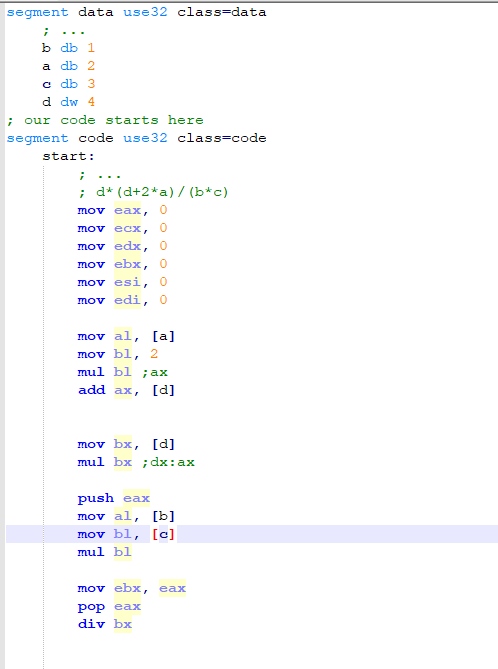 segment data use32 class=data
; ...
b db 1
a db 2
c db 3
d dw 4
; our code starts here
segment code use32 class=code
start:
; ...
; d*(d+2*a)/(b*c)
mov eax, 0
mov ecx, 0
mov edx, 0
mov ebx, 0
mov esi, 0
mov edi, 0
mov al, [a]
mov bl, 2
mul bl ;ax
add ax, [d]
mov bx, [d]
mul bx ;dx:ax
push eax
mov al, [b]
mov bl, [c]
mul bl
mov ebx, eax
pop eax
div bx